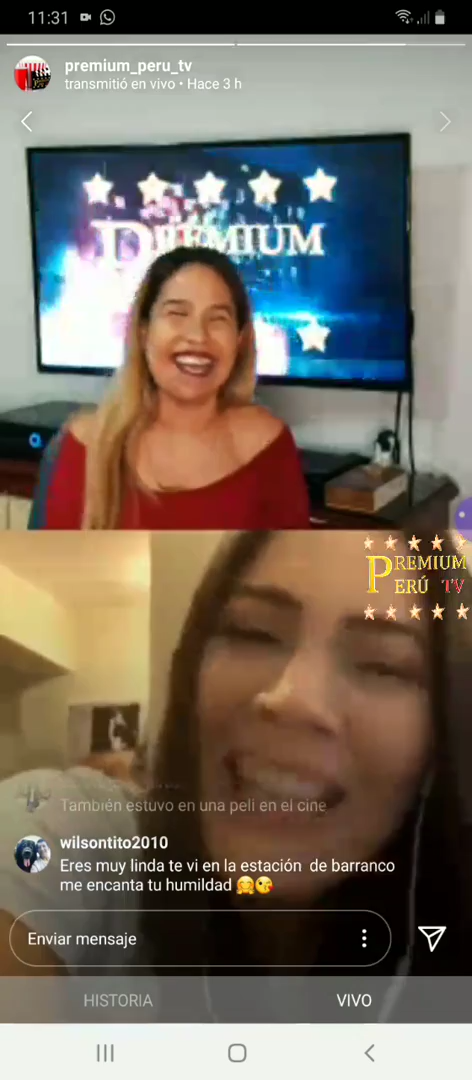 11:31
premium_peru_tv
transmitió en vivo • Hace 3 h
PREMIUM
PREMIUM
PERÚ TV
También estuvo en una peli en el cine
wilsontito2010
Eres muy linda te vi en la estación de barranco
me encanta tu humildad 🤗😘
Enviar mensaje
HISTORIA
VIVO